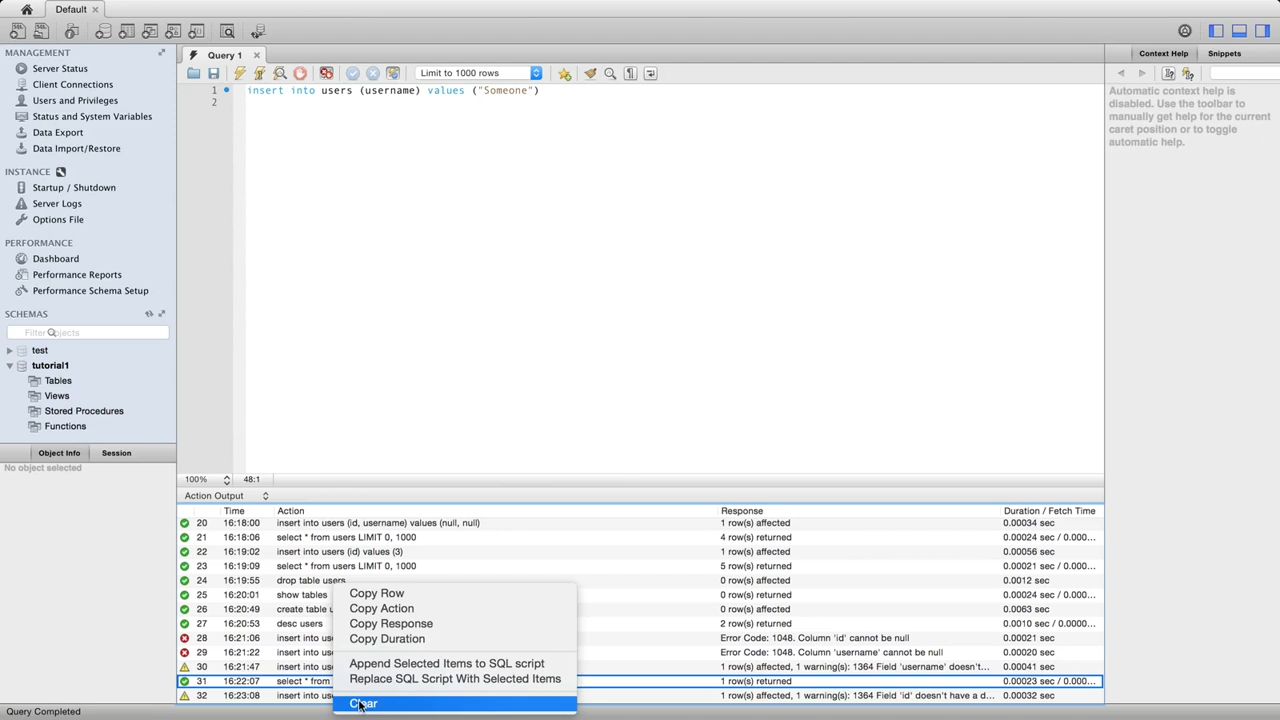 Default
MANAGEMENT
Server Status
Client Connections
Users and Privileges
Status and System Variables
Data Export
Data Import/Restore
INSTANCE
Startup / Shutdown
Server Logs
Options File
PERFORMANCE
Dashboard
Performance Reports
Performance Schema Setup
SCHEMAS
Filter objects
test
tutorial1
Tables
Views
Stored Procedures
Functions
Object Info Session
No object selected
Query 1
Limit to 1000 rows
1 insert into users (username) values ("Someone")
2
100% 48:1
Action Output
Time Action Response Duration / Fetch Time
20 16:18:00 insert into users (id, username) values (null, null) 1 row(s) affected 0.00034 sec
21 16:18:06 select * from users LIMIT 0, 1000 4 row(s) returned 0.00024 sec / 0.000...
22 16:19:02 insert into users (id) values (3) 1 row(s) affected 0.00056 sec
23 16:19:09 select * from users LIMIT 0, 1000 5 row(s) returned 0.00021 sec / 0.000...
24 16:19:55 drop table users 0 row(s) affected 0.0012 sec
25 16:20:01 show tables 0 row(s) returned 0.00027 sec / 0.000...
26 16:20:49 create table u 0 row(s) affected 0.0063 sec
27 16:20:53 desc users 2 row(s) returned 0.0010 sec / 0.000...
28 16:21:06 insert into us Error Code: 1048. Column 'id' cannot be null 0.00021 sec
29 16:21:22 insert into us Error Code: 1048. Column 'username' cannot be null 0.00021 sec
30 16:21:47 insert into us 1 row(s) affected, 1 warning(s): 1364 Field 'username' doesn't... 0.00041 sec
31 16:22:07 select * from 1 row(s) returned 0.00023 sec / 0.000...
32 16:23:08 insert into us 1 row(s) affected, 1 warning(s): 1364 Field 'id' doesn't have a d... 0.00032 sec
Copy Row
Copy Action
Copy Response
Copy Duration
Append Selected Items to SQL script
Replace SQL Script With Selected Items
Clear
Context Help Snippets
Automatic context help is
disabled. Use the toolbar to
manually get help for the current
caret position or to toggle
automatic help.
Query Completed